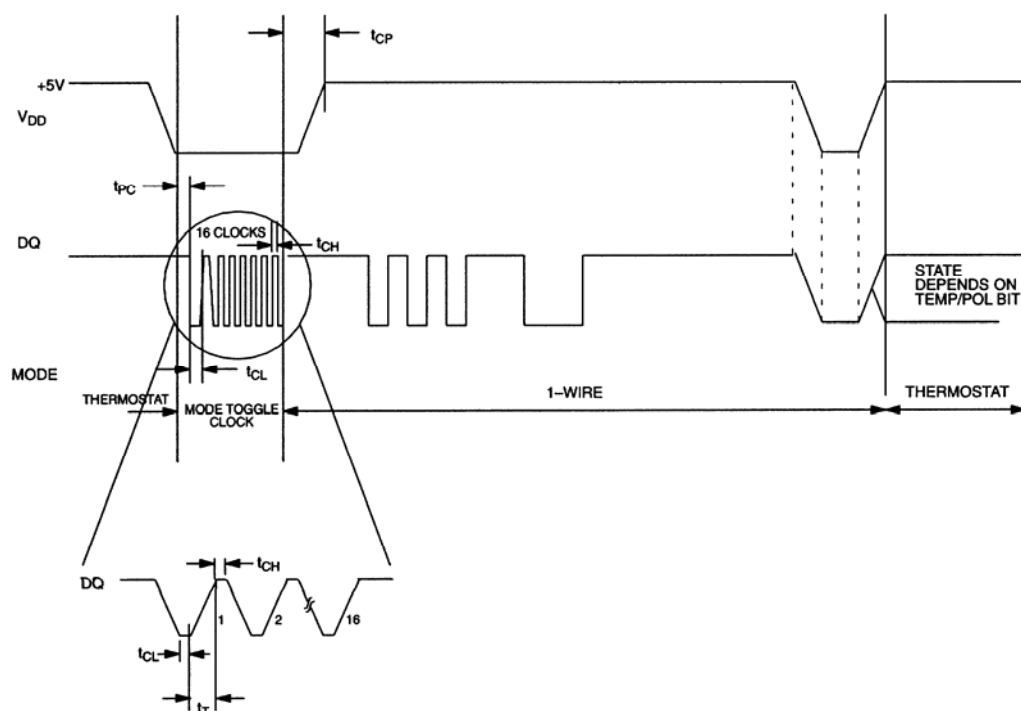 tCP
+5V
VDD
tPC
16 CLOCKS
tCH
DQ
STATE
DEPENDS ON
TEMP/POL BIT
tCL
MODE
THERMOSTAT
MODE TOGGLE
CLOCK
1–WIRE
THERMOSTAT
DQ
tCH
1
2
16
tCL
tT